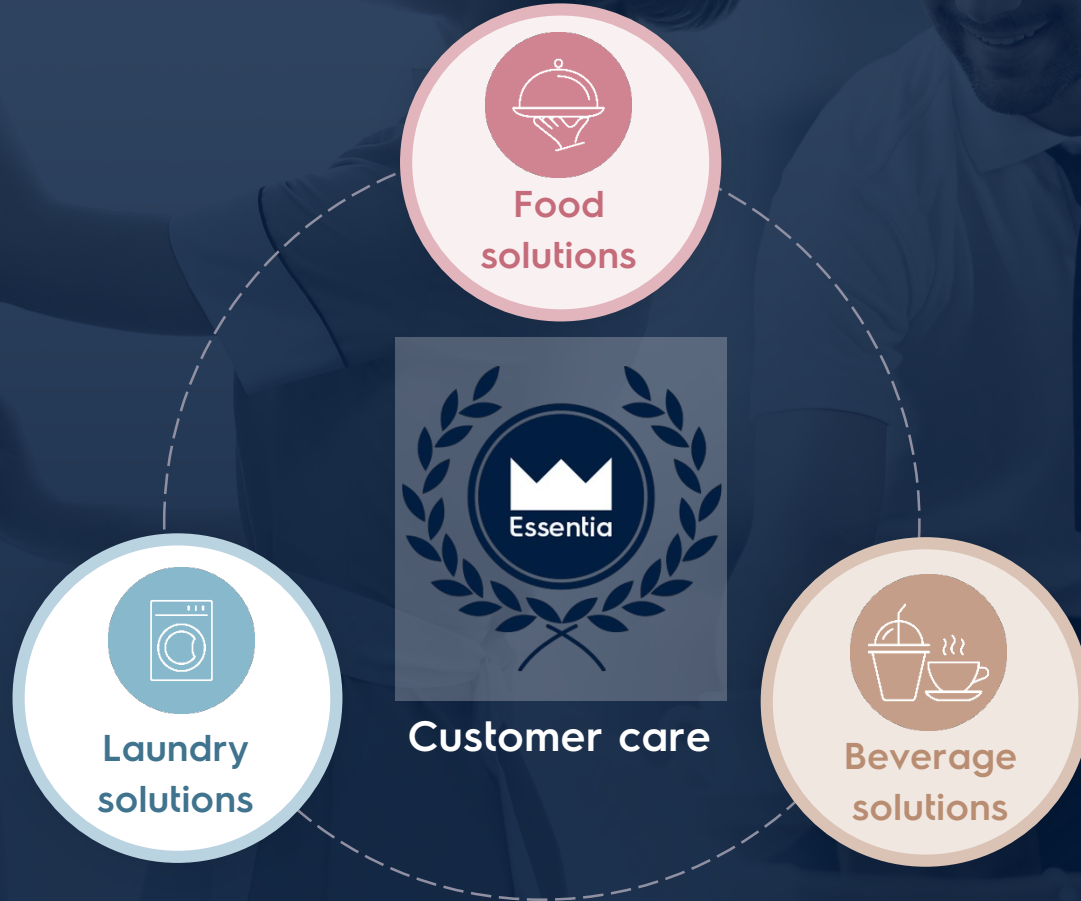 Food
solutions
Essentia
Customer care
Laundry
solutions
Beverage
solutions